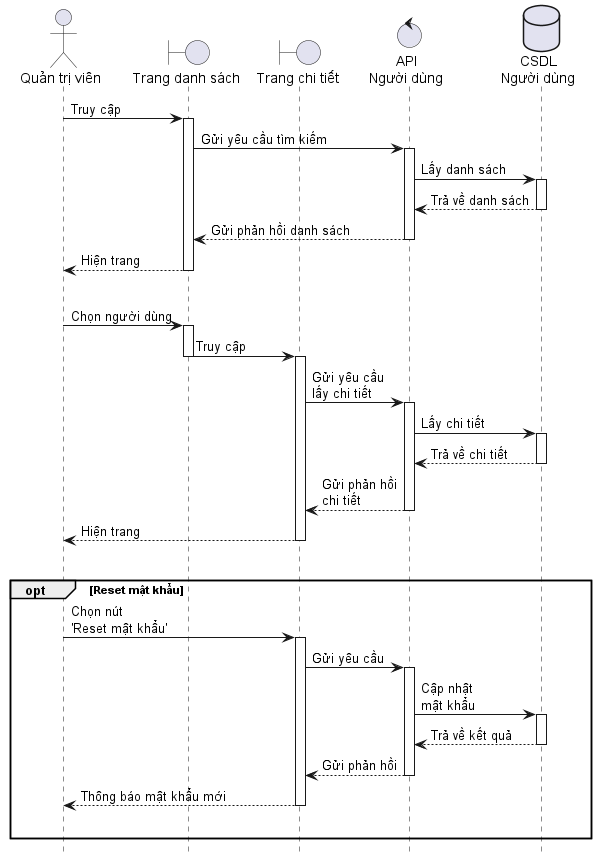 Quản trị viên
Trang danh sách
Trang chi tiết
API
Người dùng
CSDL
Người dùng
Truy cập
Gửi yêu cầu tìm kiếm
Lấy danh sách
Trả về danh sách
Gửi phản hồi danh sách
Hiện trang
Chọn người dùng
Truy cập
Gửi yêu cầu
lấy chi tiết
Lấy chi tiết
Trả về chi tiết
Gửi phản hồi
chi tiết
Hiện trang
opt
[Reset mật khẩu]
Chọn nút
'Reset mật khẩu'
Gửi yêu cầu
Cập nhật
mật khẩu
Trả về kết quả
Gửi phản hồi
Thông báo mật khẩu mới